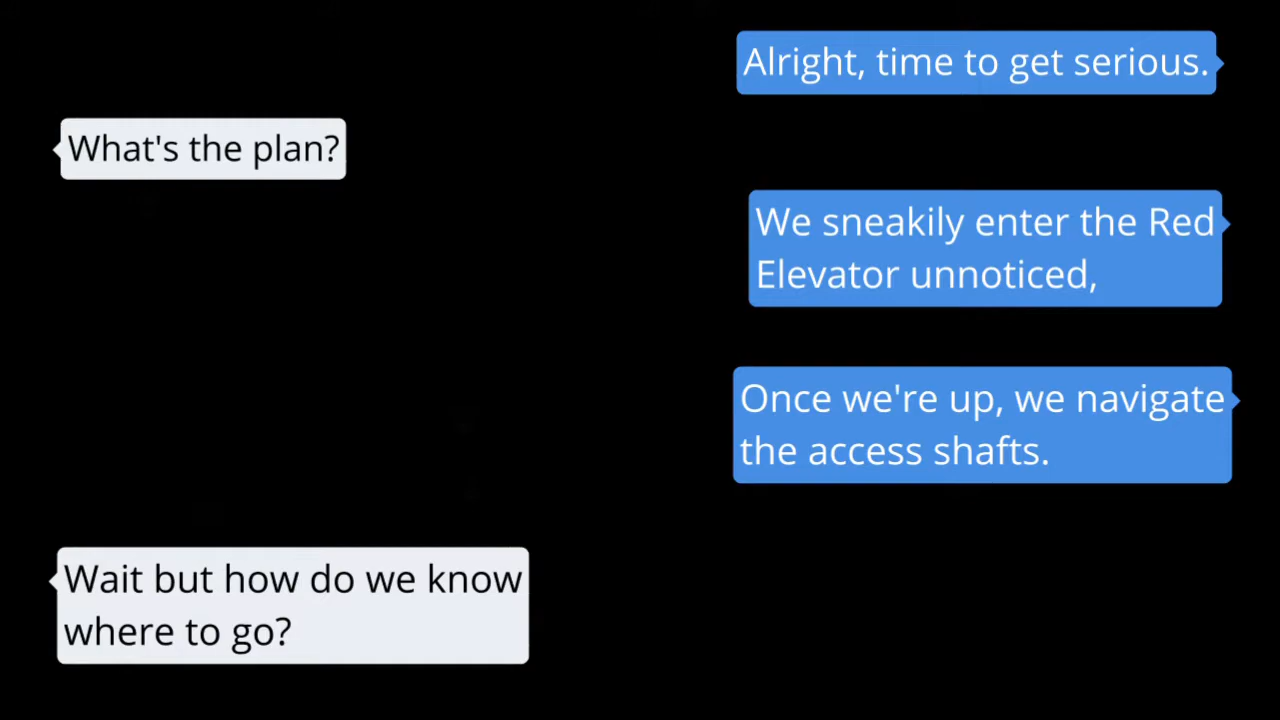 Alright, time to get serious.
What's the plan?
We sneakily enter the Red
Elevator unnoticed,
Once we're up, we navigate
the access shafts.
Wait but how do we know
where to go?